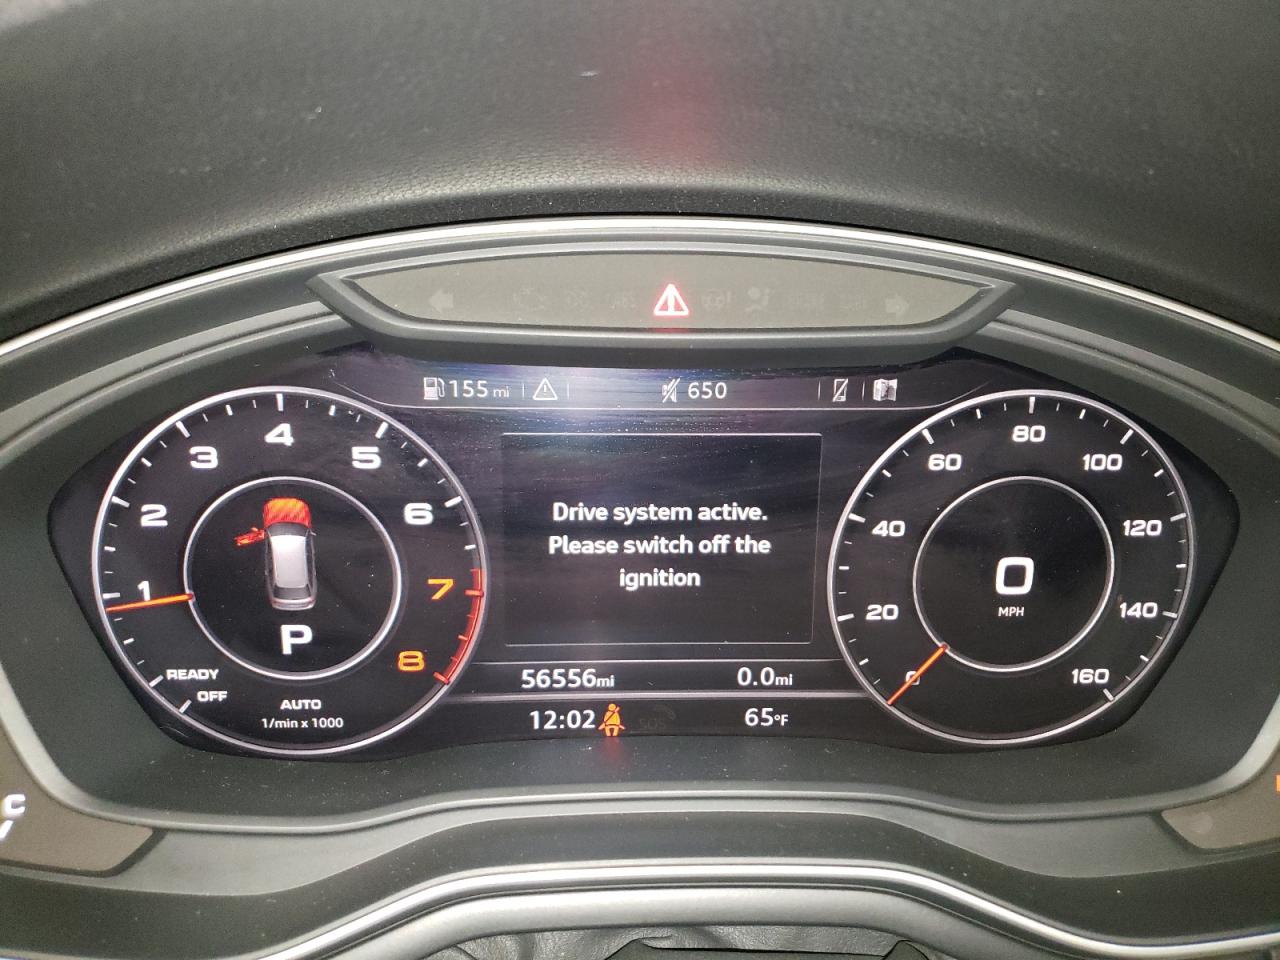 155 mi
650
Drive system active.
Please switch off the
ignition
1
2
3
4
5
6
7
8
P
READY
OFF
AUTO
1/min x 1000
0
20
40
60
80
100
120
140
160
0
MPH
56556mi
0.0mi
12:02
SOS
65°F
C